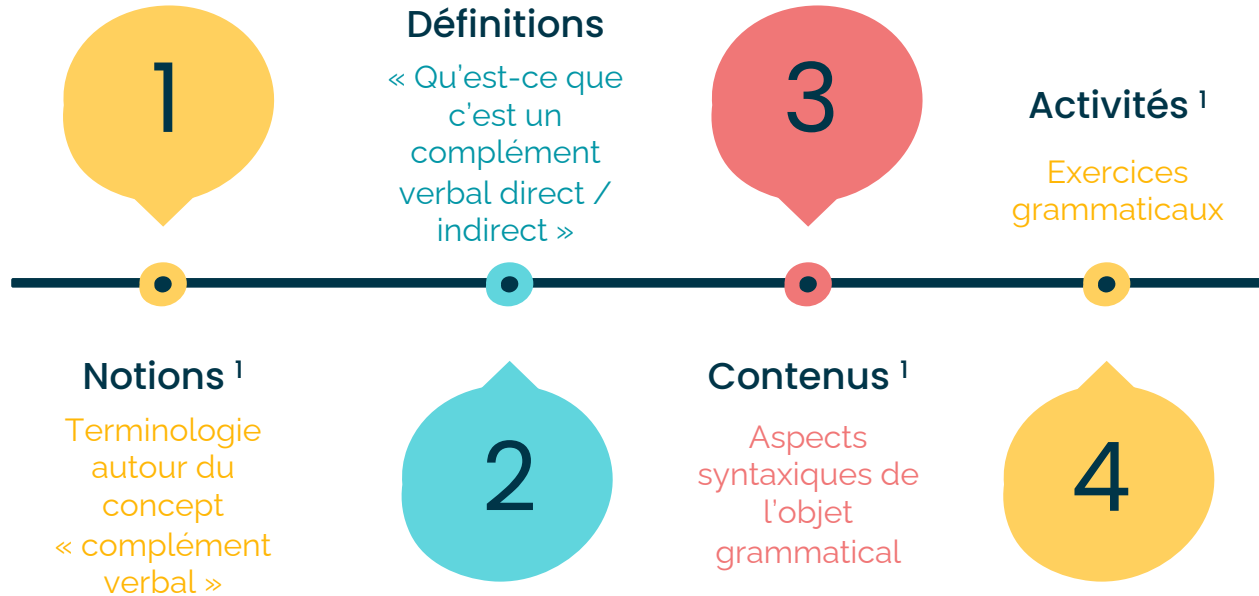 1
Notions ¹
Terminologie
autour du
concept
« complément
verbal »
Définitions
« Qu’est-ce que
c’est un
complément
verbal direct /
indirect »
2
3
Contenus ¹
Aspects
syntaxiques de
l’objet
grammatical
Activités ¹
Exercices
grammaticaux
4